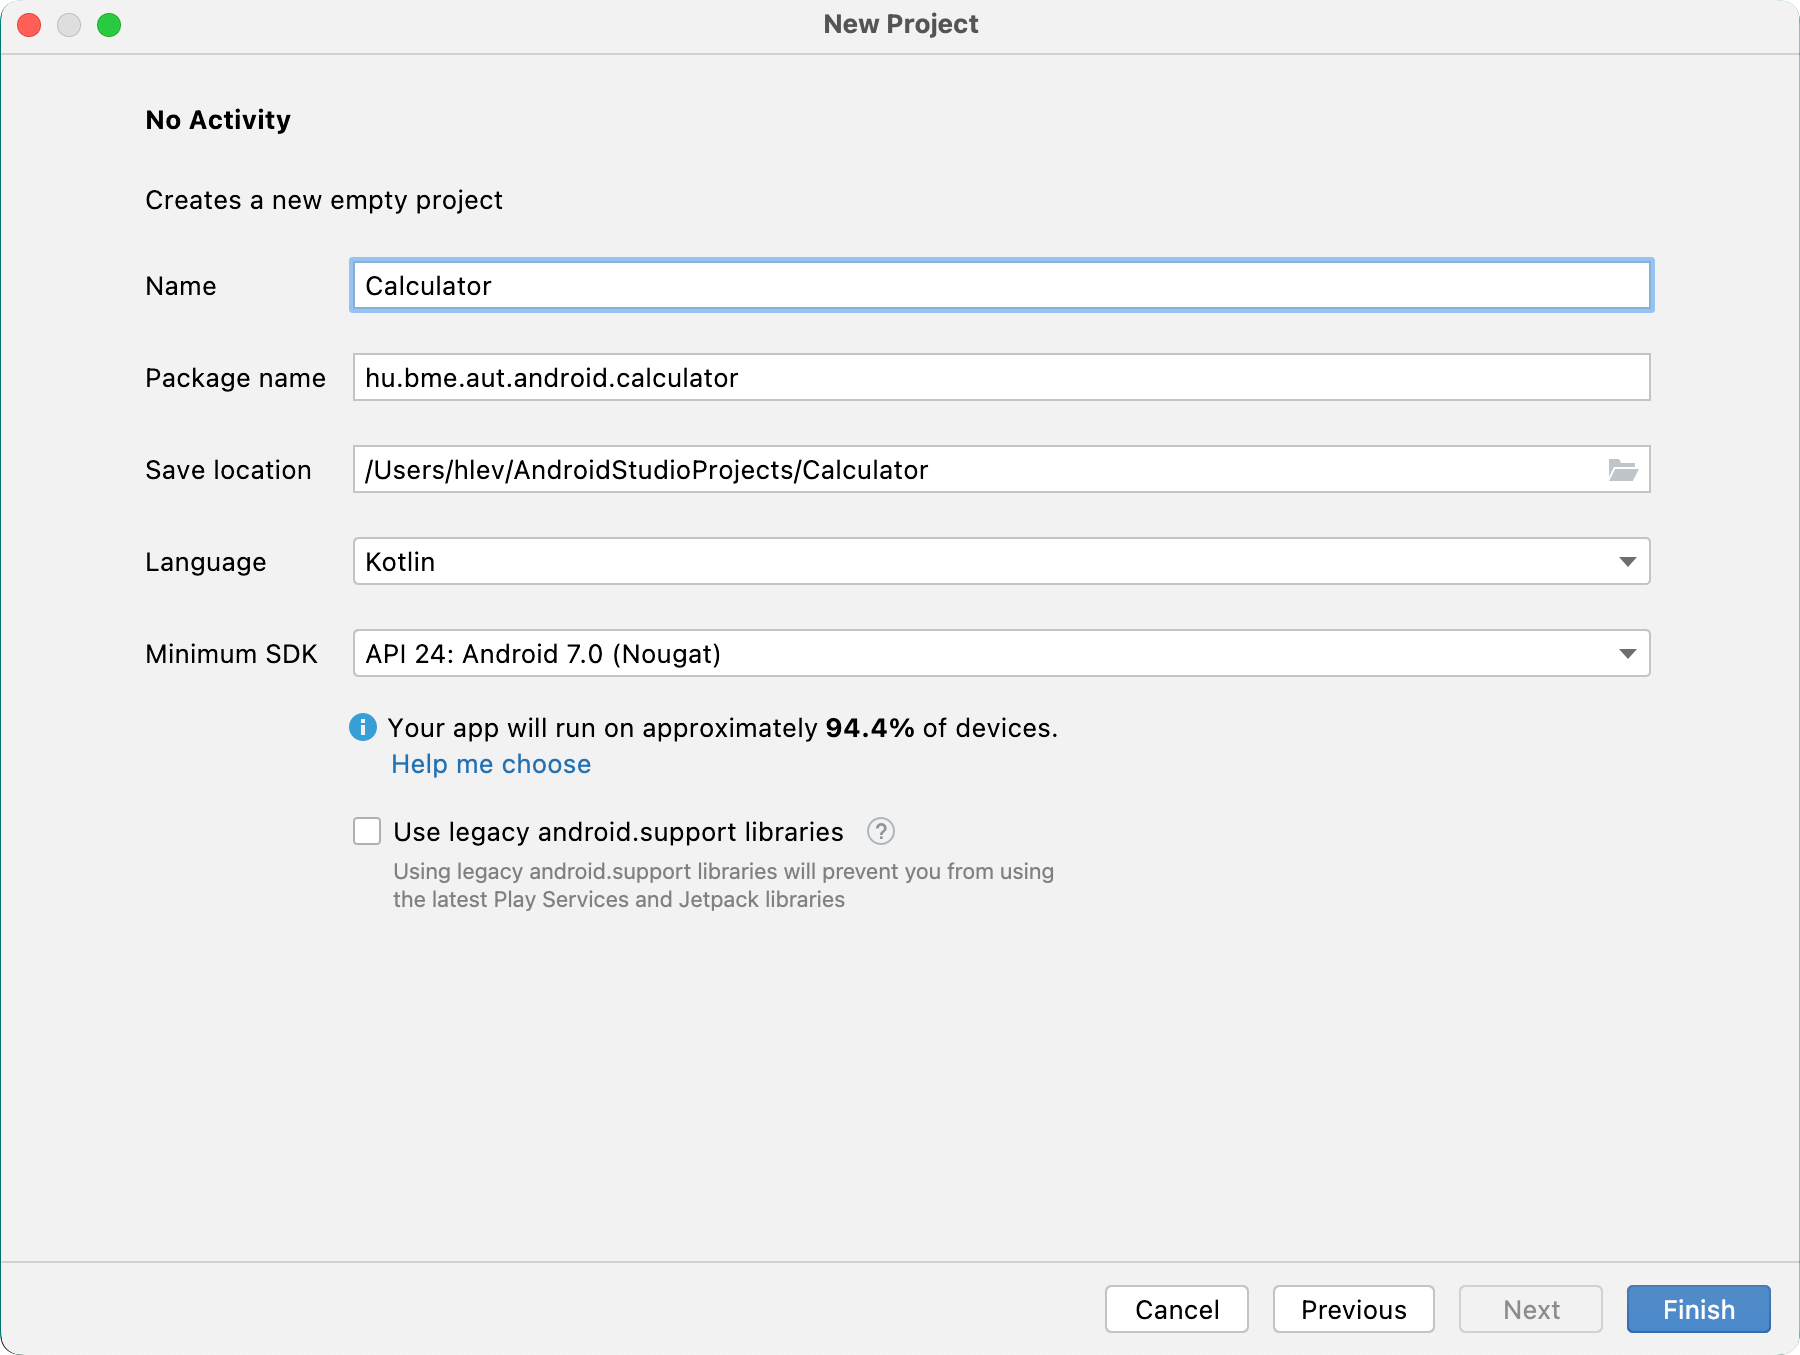 New Project
No Activity
Creates a new empty project
Name
Calculator
Package name
hu.bme.aut.android.calculator
Save location
/Users/hlev/AndroidStudioProjects/Calculator
Language
Kotlin
Minimum SDK
API 24: Android 7.0 (Nougat)
Your app will run on approximately 94.4% of devices.
Help me choose
Use legacy android.support libraries
Using legacy android.support libraries will prevent you from using
the latest Play Services and Jetpack libraries
Cancel
Previous
Next
Finish